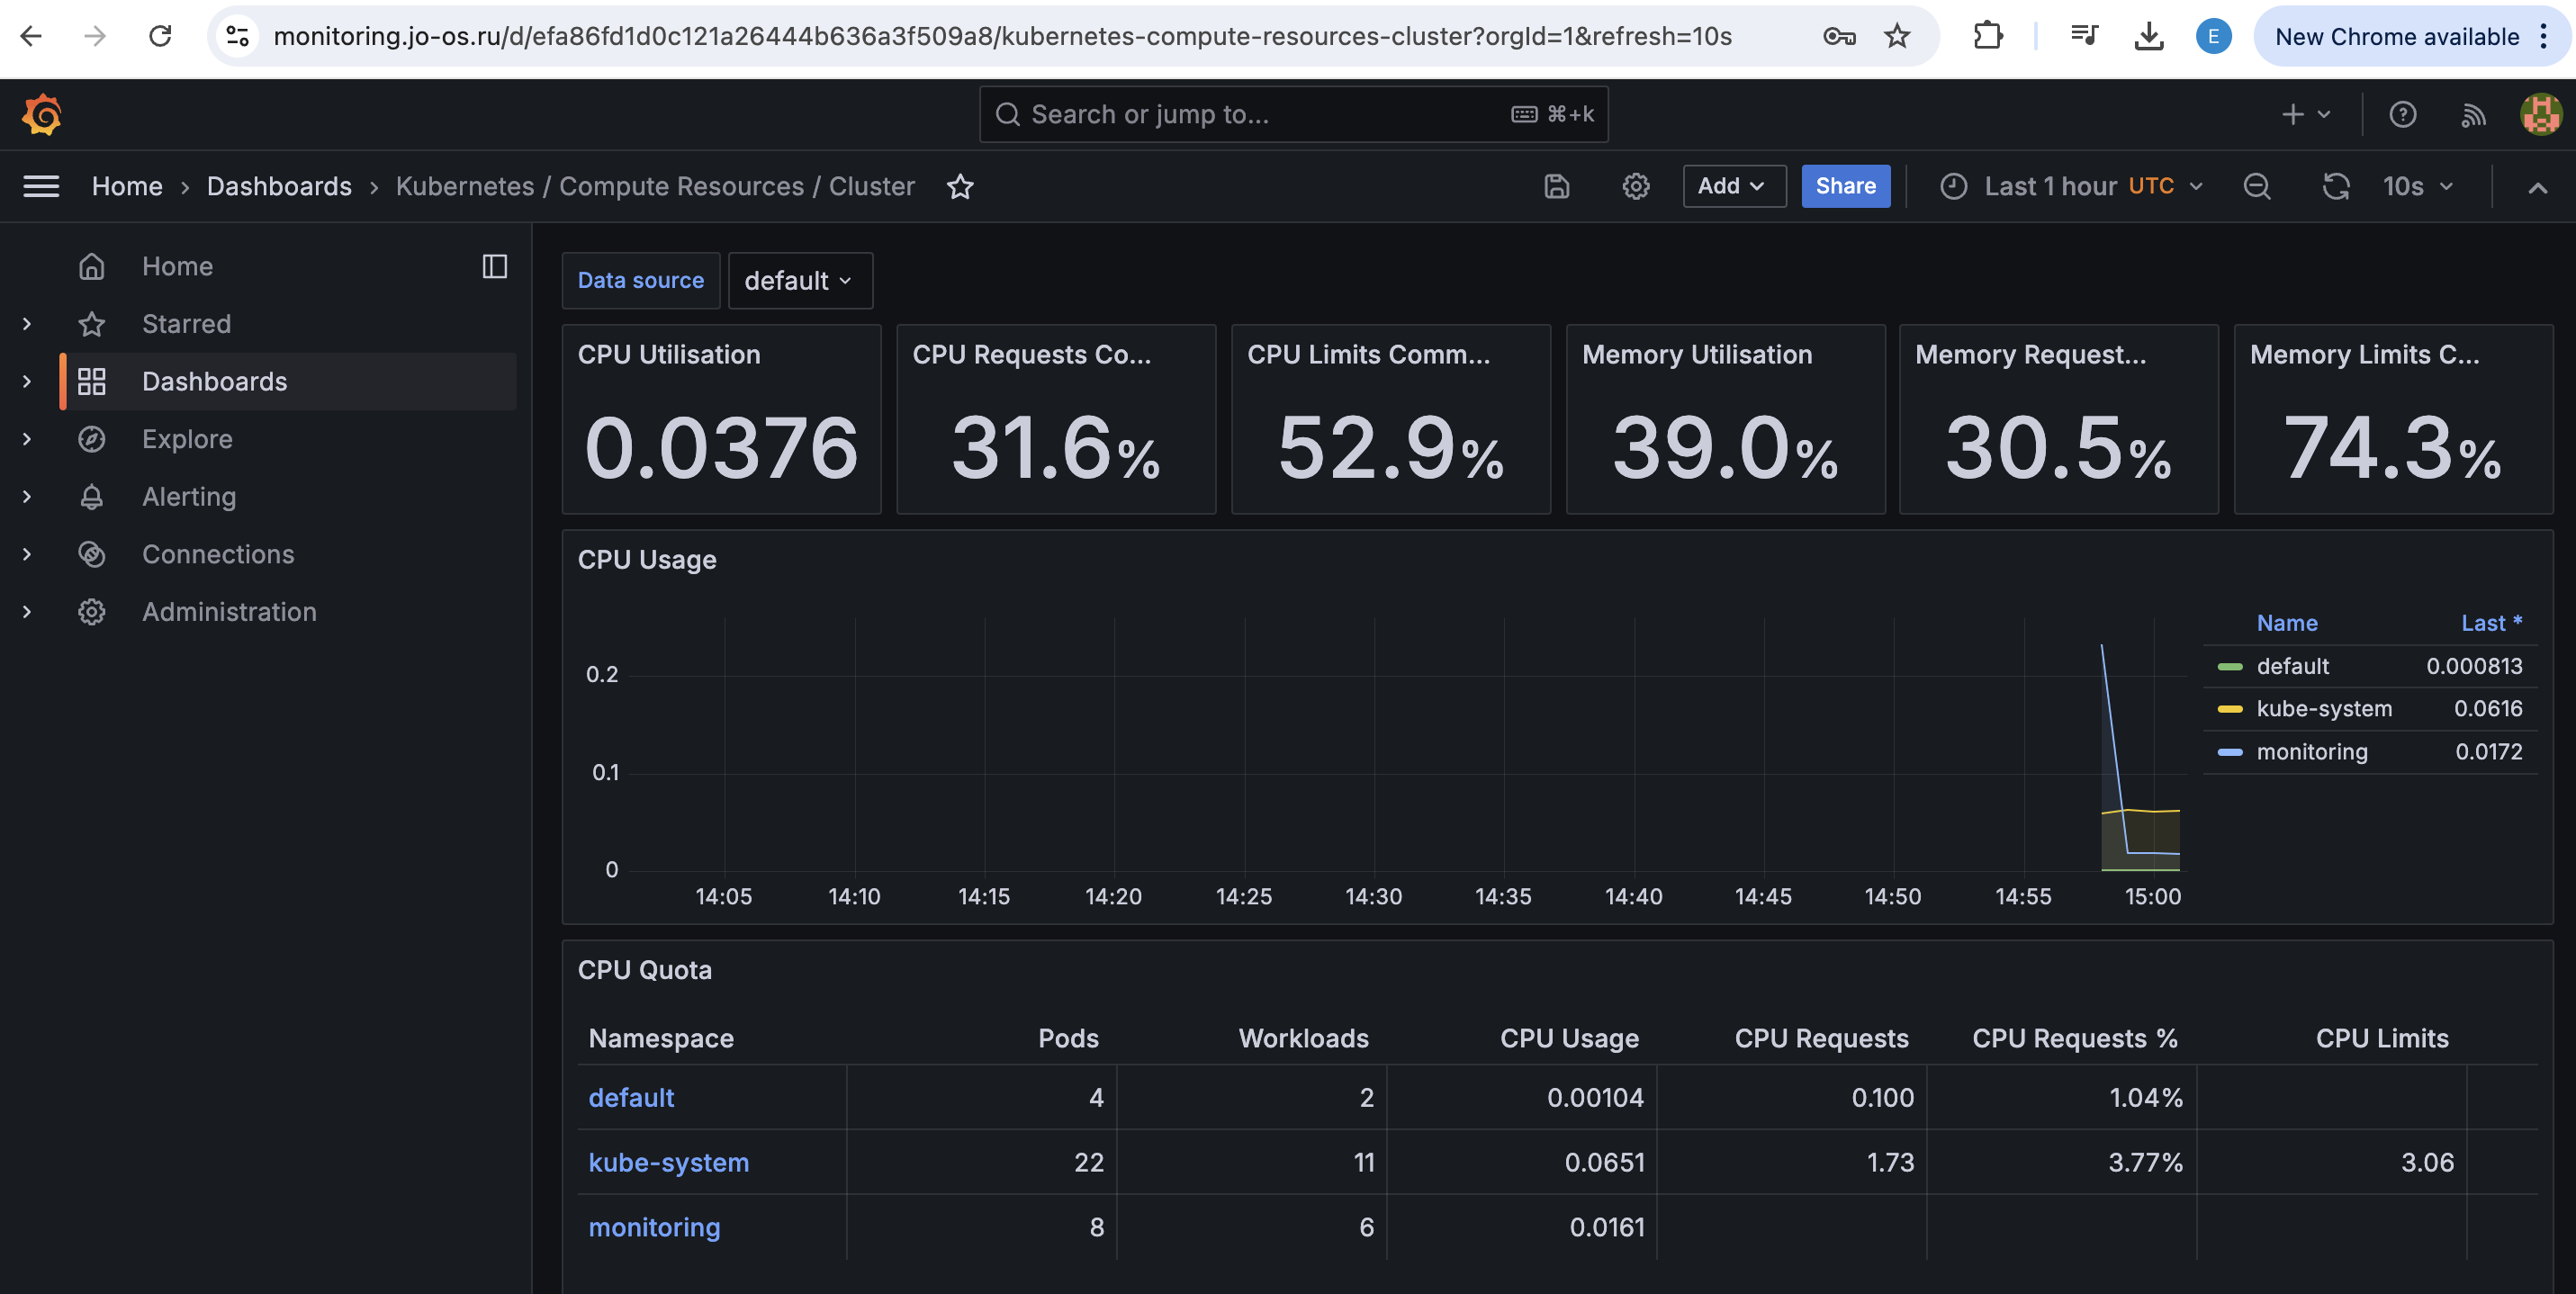 monitoring.jo-os.ru/d/efa86fd1d0c121a26444b636a3f509a8/kubernetes-compute-resources-cluster?orgId=1&refresh=10s
E
New Chrome available
Search or jump to...
⌘+k
Home › Dashboards › Kubernetes / Compute Resources / Cluster
Add
Share
Last 1 hour UTC
10s
Home
Starred
Dashboards
Explore
Alerting
Connections
Administration
Data source
default
CPU Utilisation
0.0376
CPU Requests Co...
31.6%
CPU Limits Comm...
52.9%
Memory Utilisation
39.0%
Memory Request...
30.5%
Memory Limits C...
74.3%
CPU Usage
0.2
0.1
0
14:05 14:10 14:15 14:20 14:25 14:30 14:35 14:40 14:45 14:50 14:55 15:00
Name Last *
default 0.000813
kube-system 0.0616
monitoring 0.0172
CPU Quota
Namespace Pods Workloads CPU Usage CPU Requests CPU Requests % CPU Limits
default 4 2 0.00104 0.100 1.04%
kube-system 22 11 0.0651 1.73 3.77% 3.06
monitoring 8 6 0.0161